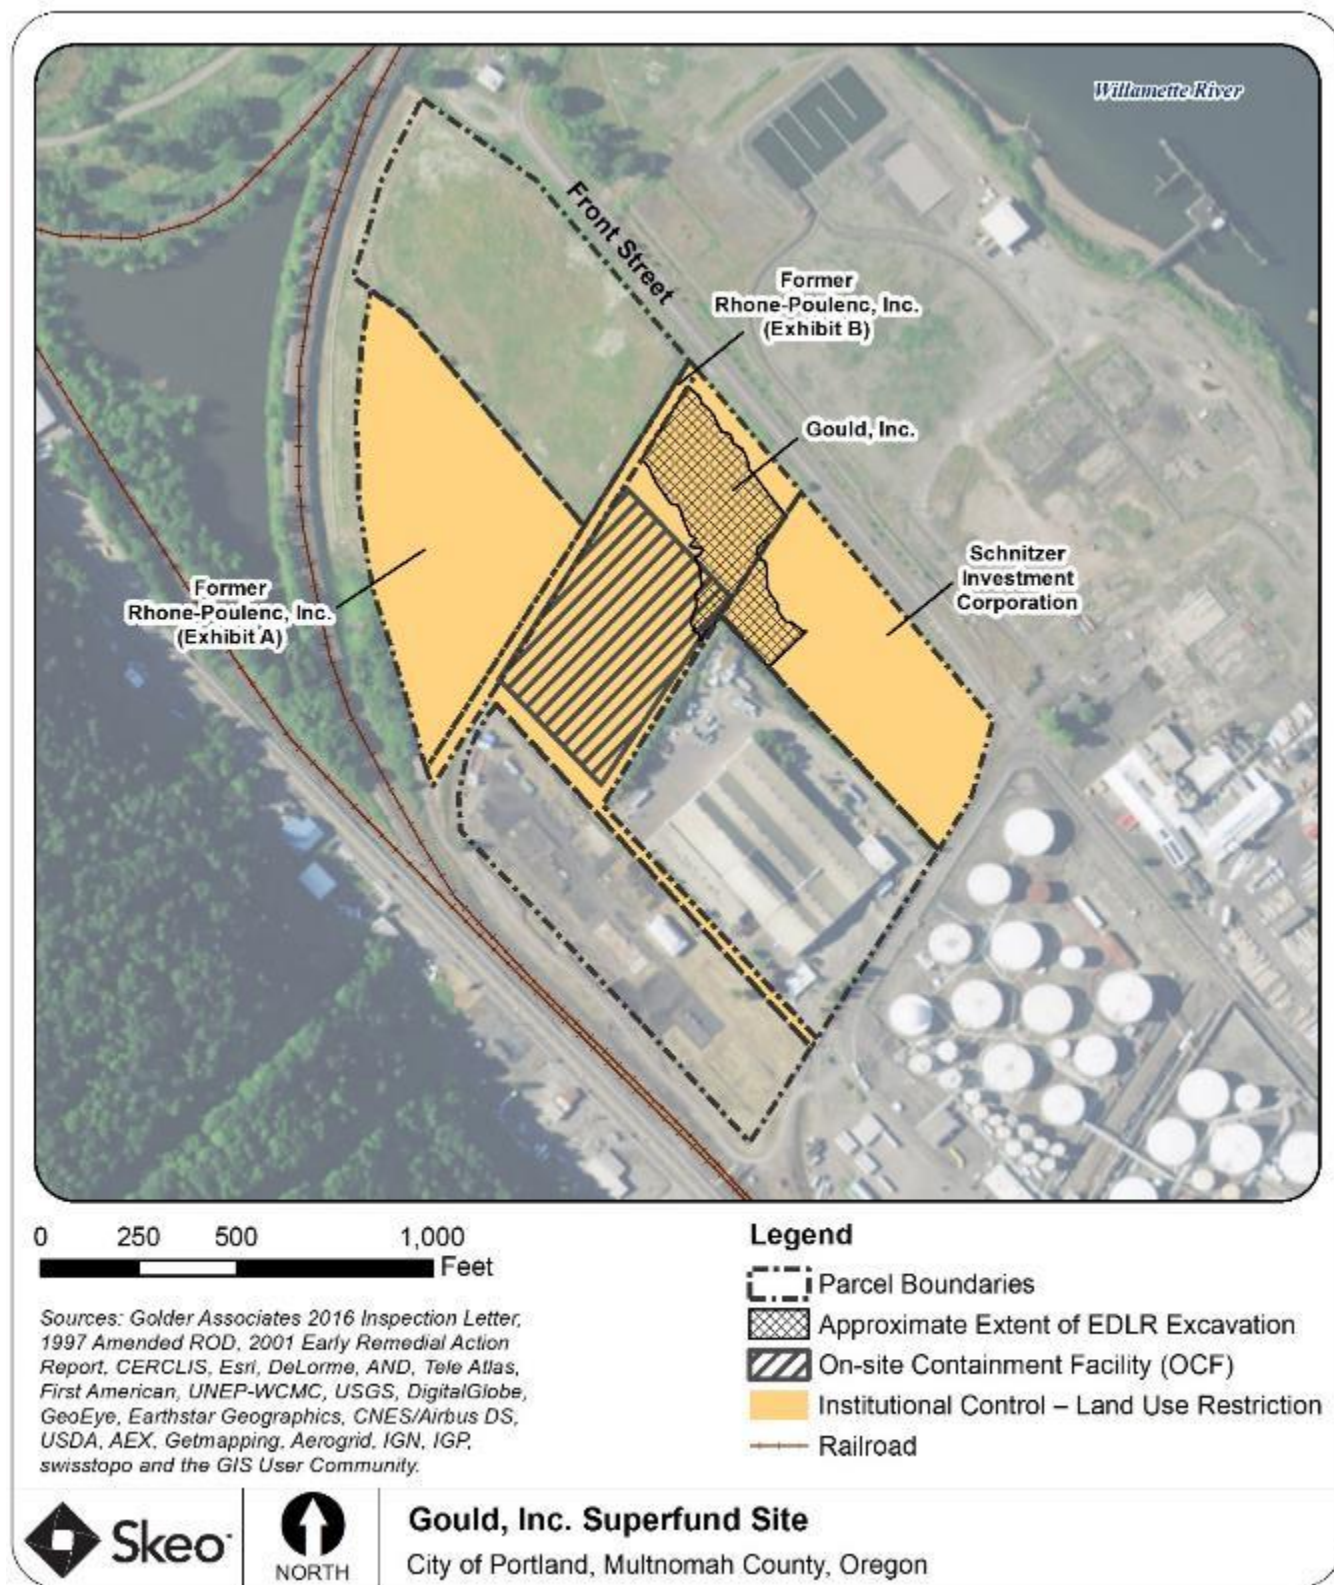 Willamette River
Front Street
Former
Rhone-Poulenc, Inc.
(Exhibit B)
Gould, Inc.
Schnitzer
Investment
Corporation
Former
Rhone-Poulenc, Inc.
(Exhibit A)
0 250 500 1,000
Feet
Sources: Golder Associates 2016 Inspection Letter,
1997 Amended ROD, 2001 Early Remedial Action
Report, CERCLIS, Esri, DeLorme, AND, Tele Atlas,
First American, UNEP-WCMC, USGS, DigitalGlobe,
GeoEye, Earthstar Geographics, CNES/Airbus DS,
USDA, AEX, Getmapping, Aerogrid, IGN, IGP,
swisstopo and the GIS User Community.
Legend
Parcel Boundaries
Approximate Extent of EDLR Excavation
On-site Containment Facility (OCF)
Institutional Control – Land Use Restriction
Railroad
Skeo
NORTH
Gould, Inc. Superfund Site
City of Portland, Multnomah County, Oregon